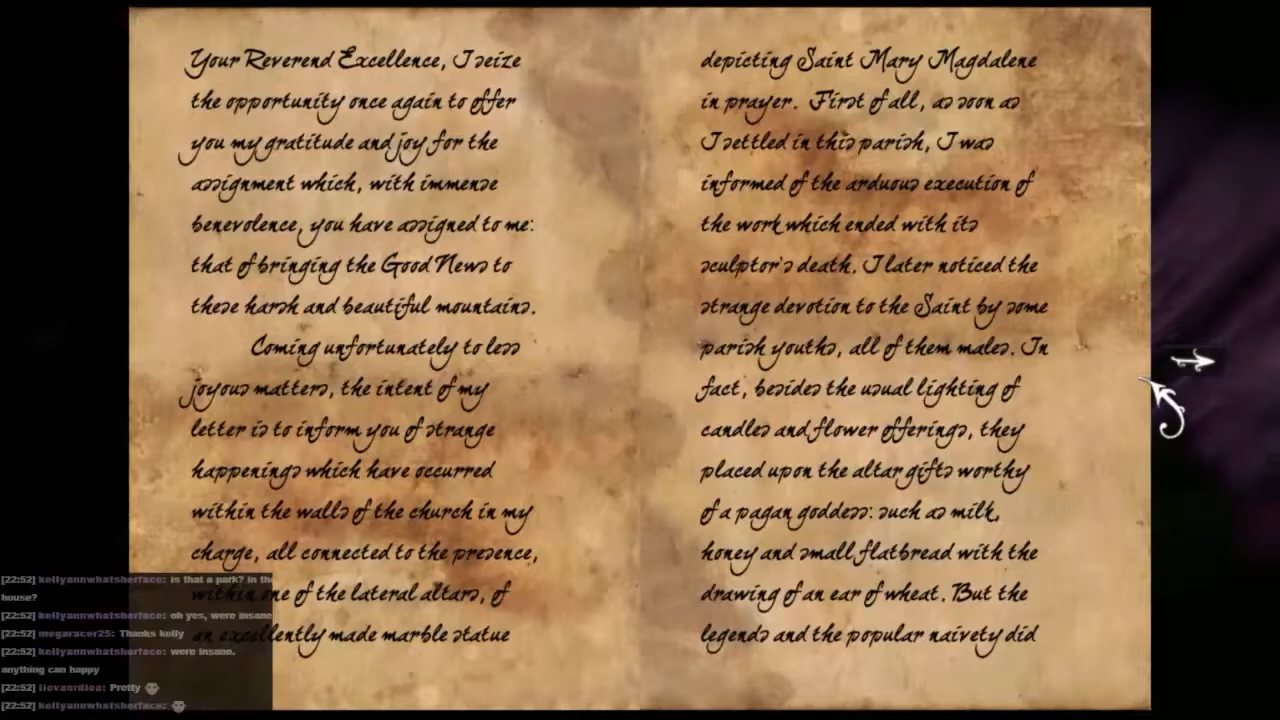 Your Reverend Excellence, I seize
the opportunity once again to offer
you my gratitude and joy for the
assignment which, with immense
benevolence, you have assigned to me:
that of bringing the Good News to
these harsh and beautiful mountains.
Coming unfortunately to less
joyous matters, the intent of my
letter is to inform you of strange
happenings which have occurred
within the walls of the church in my
charge, all connected to the presence,
within one of the lateral altars, of
an excellently made marble statue
depicting Saint Mary Magdalene
in prayer. First of all, as soon as
I settled in this parish, I was
informed of the arduous execution of
the work which ended with its
sculptor's death. I later noticed the
strange devotion to the Saint by some
parish youths, all of them males. In
fact, besides the usual lighting of
candles and flower offerings, they
placed upon the altar gifts worthy
of a pagan goddess: such as milk,
honey and small flatbread with the
drawing of an ear of wheat. But the
legends and the popular naivety did
[22:52] kellyannwhatsherface: is that a park? in the
house?
[22:52] kellyannwhatsherface: oh yes, were insane
[22:52] megaracer25: Thanks kelly
[22:52] kellyannwhatsherface: were insane.
anything can happy
[22:52] Pretty
[22:52] kellyannwhatsherface: